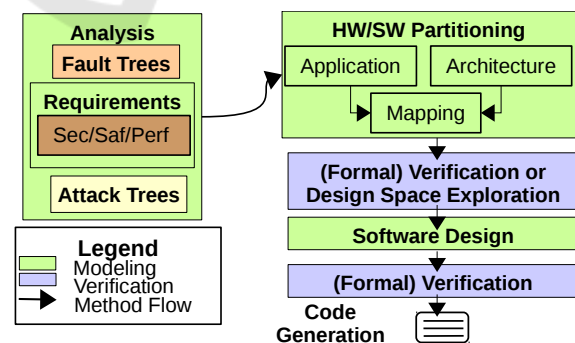 Analysis
Fault Trees
Requirements
Sec/Saf/Perf
Attack Trees
Legend
Modeling
Verification
Method Flow
HW/SW Partitioning
Application
Architecture
Mapping
(Formal) Verification or
Design Space Exploration
Software Design
(Formal) Verification
Code
Generation